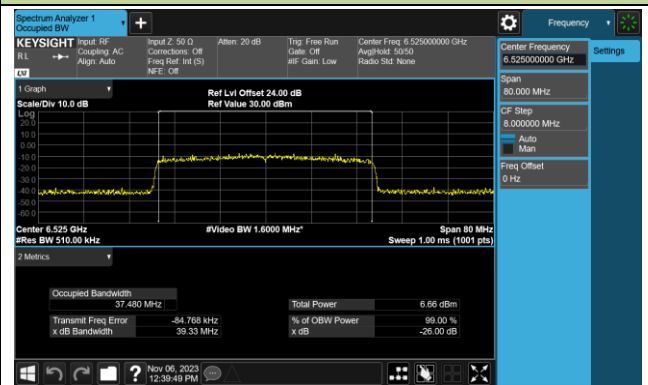 Spectrum Analyzer 1
Occupied BW
Frequency
KEYSIGHT
RL
LXI
Input: RF
Coupling: AC
Align: Auto
Input Z: 50 Ω
Corrections: Off
Freq Ref: Int (S)
NFE: Off
Atten: 20 dB
Trig: Free Run
Gate: Off
#IF Gain: Low
Center Freq: 6.525000000 GHz
Avg|Hold: 50/50
Radio Std: None
Center Frequency
6.525000000 GHz
Settings
Span
80.000 MHz
CF Step
8.000000 MHz
Auto
Man
Freq Offset
0 Hz
1 Graph
Scale/Div 10.0 dB
Ref Lvl Offset 24.00 dB
Ref Value 30.00 dBm
Log
20.0
10.0
0.00
-10.0
-20.0
-30.0
-40.0
-50.0
-60.0
Center 6.525 GHz
#Res BW 510.00 kHz
#Video BW 1.6000 MHz*
Span 80 MHz
Sweep 1.00 ms (1001 pts)
2 Metrics
Occupied Bandwidth
37.480 MHz
Total Power 6.66 dBm
Transmit Freq Error -84.768 kHz
% of OBW Power 99.00 %
x dB Bandwidth 39.33 MHz
x dB -26.00 dB
?
Nov 06, 2023
12:39:49 PM